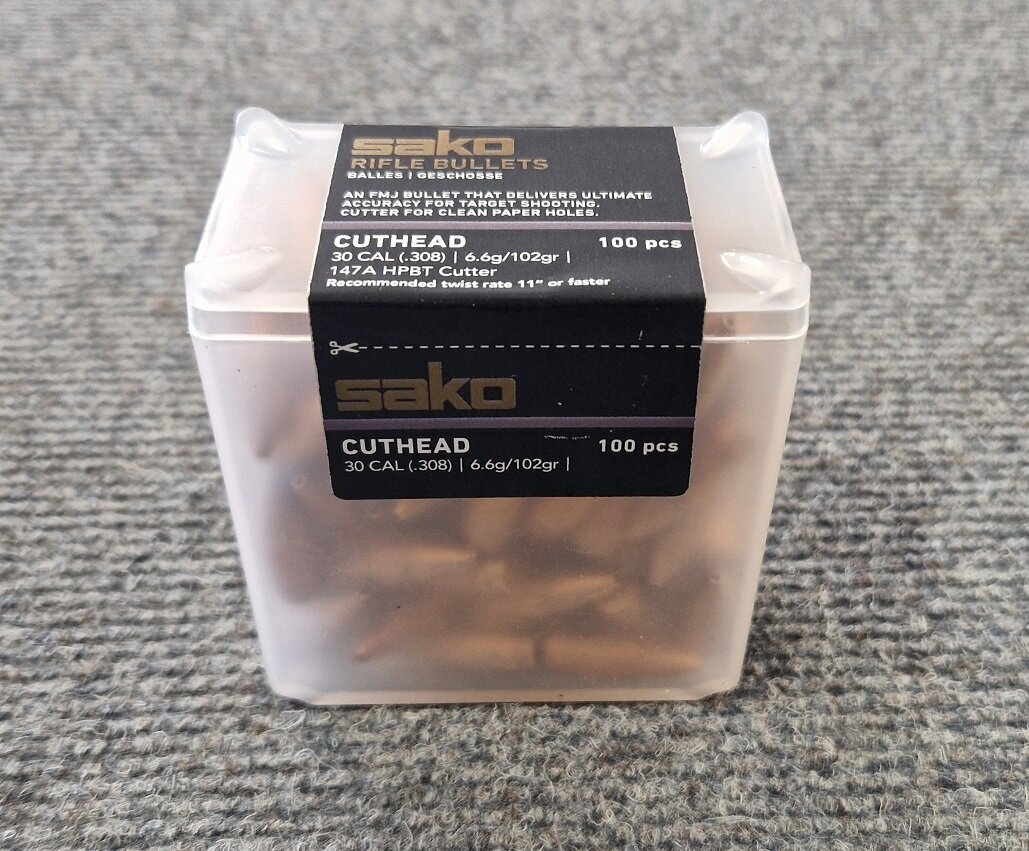 sako
RIFLE BULLETS
BALLES | GESCHOSSE
AN FMJ BULLET THAT DELIVERS ULTIMATE
ACCURACY FOR TARGET SHOOTING.
CUTTER FOR CLEAN PAPER HOLES.
CUTHEAD 100 pcs
30 CAL (.308) | 6.6g/102gr |
147A HPBT Cutter
Recommended twist rate 11” or faster
sako
CUTHEAD 100 pcs
30 CAL (.308) | 6.6g/102gr |